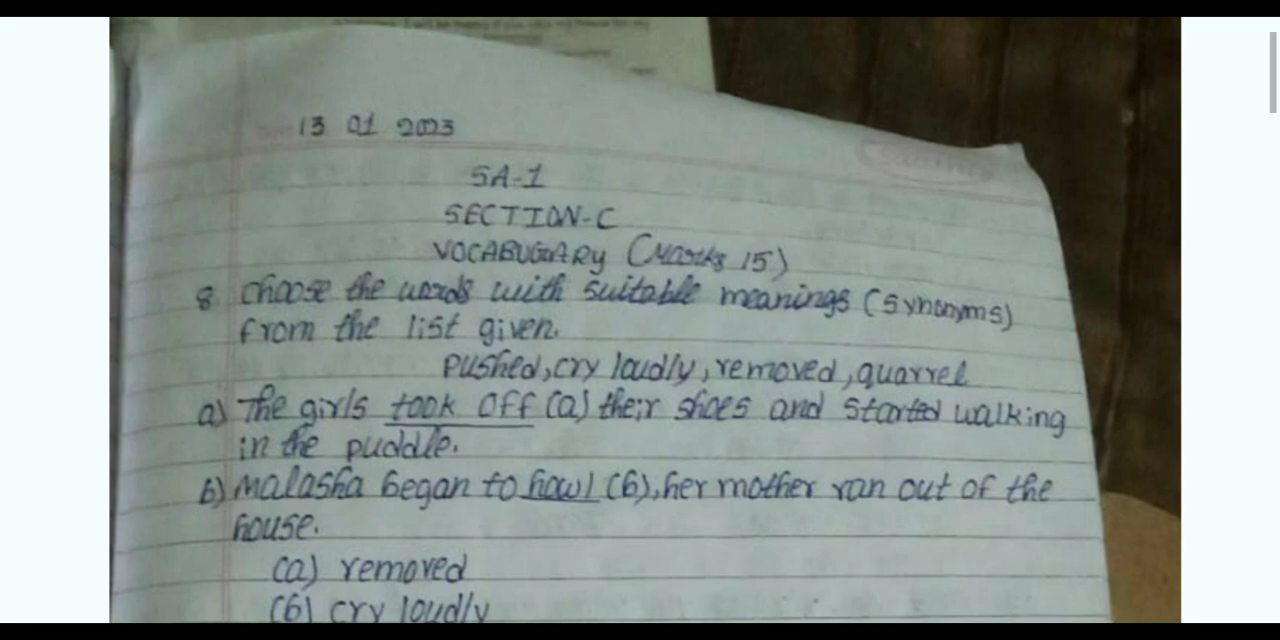 13 01 2023
SA-1
SECTION-C
VOCABULARY (Marks 15)
8 choose the words with suitable meanings (synonyms)
from the list given.
pushed, cry loudly, removed, quarrel
a) The girls took off (a) their shoes and started walking
in the puddle.
b) Malasha began to howl (b), her mother ran out of the
house.
(a) removed
(b) cry loudly